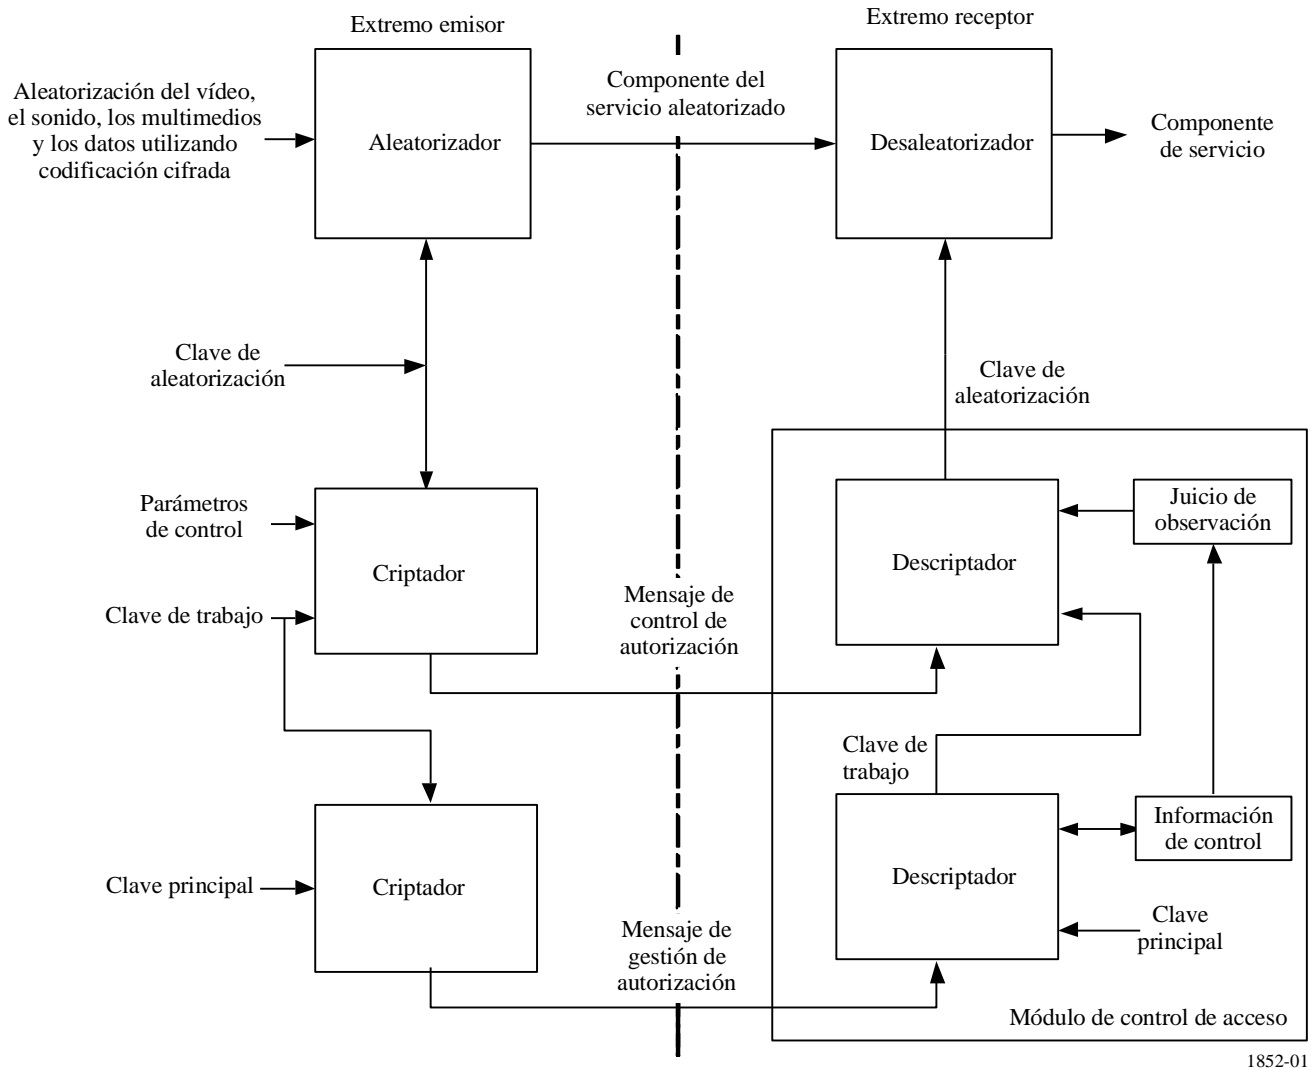 Extremo emisor
Extremo receptor
Aleatorización del vídeo,
el sonido, los multimedios
y los datos utilizando
codificación cifrada
Aleatorizador
Componente del
servicio aleatorizado
Desaleatorizador
Componente
de servicio
Clave de
aleatorización
Clave de
aleatorización
Parámetros
de control
Criptador
Clave de trabajo
Mensaje de
control de
autorización
Descriptador
Juicio de
observación
Clave de
trabajo
Clave principal
Criptador
Mensaje de
gestión de
autorización
Descriptador
Información
de control
Clave
principal
Módulo de control de acceso
1852-01